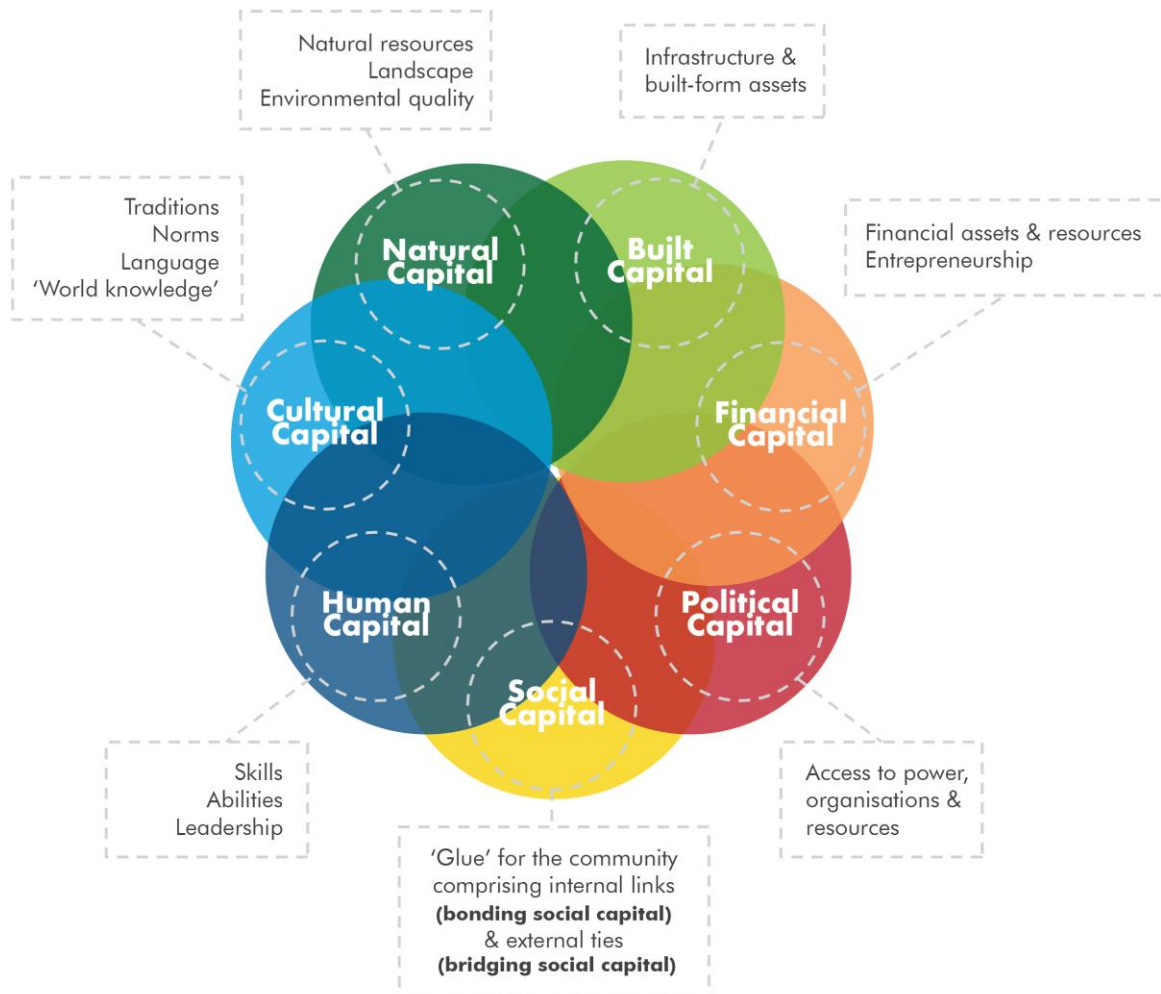 Natural resources
Landscape
Environmental quality
Infrastructure &
built-form assets
Traditions
Norms
Language
‘World knowledge’
Financial assets & resources
Entrepreneurship
Natural
Capital
Built
Capital
Cultural
Capital
Financial
Capital
Human
Capital
Political
Capital
Social
Capital
Skills
Abilities
Leadership
Access to power,
organisations &
resources
‘Glue’ for the community
comprising internal links
(bonding social capital)
& external ties
(bridging social capital)